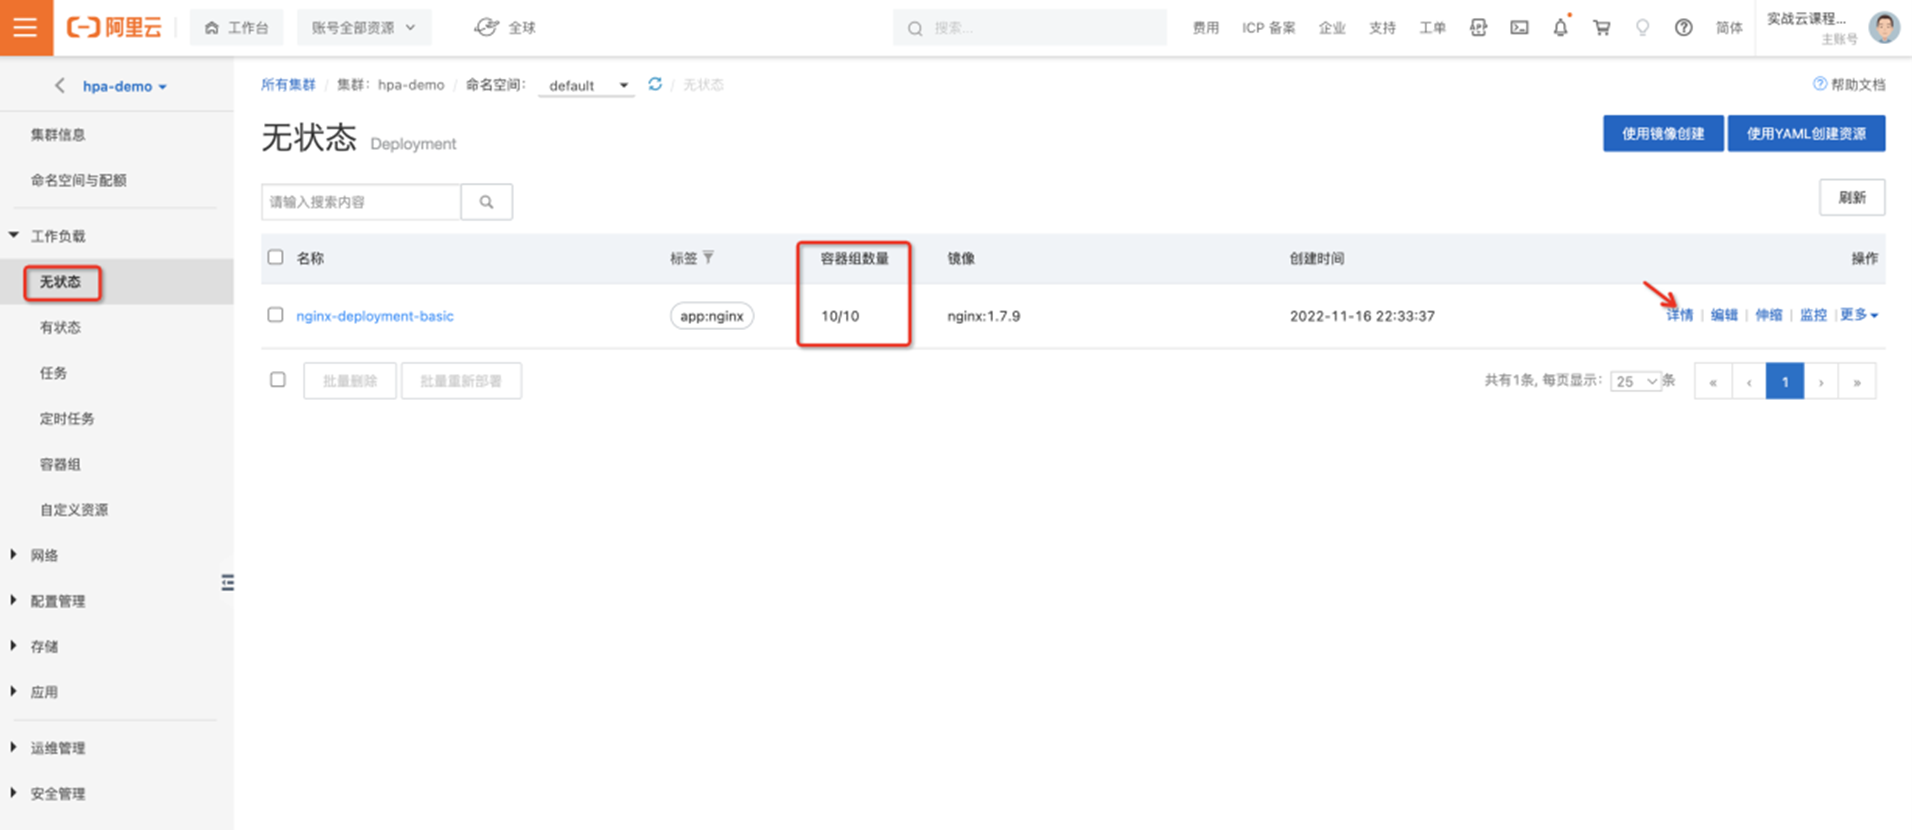 阿里云 工作台 账号全部资源 全球 搜索... 费用 ICP 备案 企业 支持 工单 简体 实战云课程...
主账号
hpa-demo
集群信息
命名空间与配额
工作负载
无状态
有状态
任务
定时任务
容器组
自定义资源
网络
配置管理
存储
应用
运维管理
安全管理
所有集群 / 集群: hpa-demo / 命名空间: default / 无状态
帮助文档
无状态 Deployment
使用镜像创建 使用YAML创建资源
请输入搜索内容
刷新
名称 标签 容器组数量 镜像 创建时间 操作
nginx-deployment-basic app:nginx 10/10 nginx:1.7.9 2022-11-16 22:33:37 详情 | 编辑 | 伸缩 | 监控 | 更多
批量删除 批量重新部署 共有1条, 每页显示: 25 条 « ‹ 1 › »